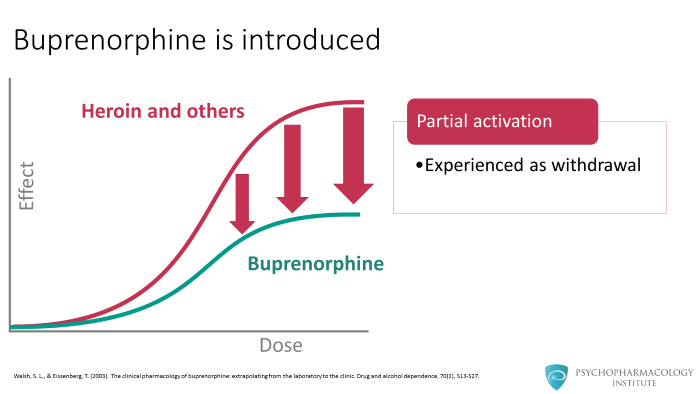 Buprenorphine is introduced
Heroin and others
Partial activation
•Experienced as withdrawal
Effect
Buprenorphine
Dose
Walsh, S. L., & Eissenberg, T. (2003). The clinical pharmacology of buprenorphine: extrapolating from the laboratory to the clinic. Drug and alcohol dependence, 70(2), S13-S27.
PSYCHOPHARMACOLOGY
INSTITUTE